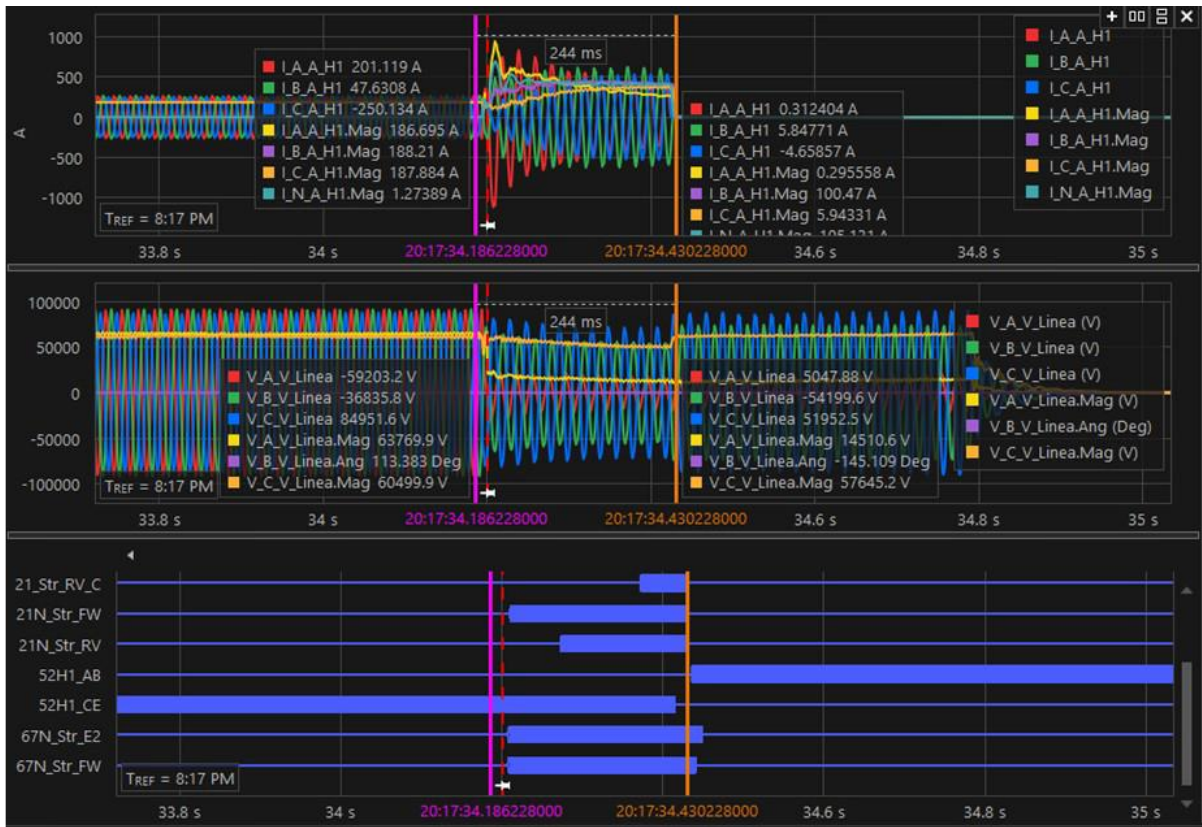 1000
500
0
-500
-1000
A
244 ms
I_A_A_H1 201.119 A
I_B_A_H1 47.6308 A
I_C_A_H1 -250.134 A
I_A_A_H1.Mag 186.695 A
I_B_A_H1.Mag 188.21 A
I_C_A_H1.Mag 187.884 A
I_N_A_H1.Mag 1.27389 A
I_A_A_H1 0.312404 A
I_B_A_H1 5.84771 A
I_C_A_H1 -4.65857 A
I_A_A_H1.Mag 0.295558 A
I_B_A_H1.Mag 100.47 A
I_C_A_H1.Mag 5.94331 A
I_A_A_H1
I_B_A_H1
I_C_A_H1
I_A_A_H1.Mag
I_B_A_H1.Mag
I_C_A_H1.Mag
I_N_A_H1.Mag
TREF = 8:17 PM
33.8 s 34 s 20:17:34.186228000 20:17:34.430228000 34.6 s 34.8 s 35 s
100000
50000
0
-50000
-100000
244 ms
V_A_V_Linea -59203.2 V
V_B_V_Linea -36835.8 V
V_C_V_Linea 84951.6 V
V_A_V_Linea.Mag 63769.9 V
V_B_V_Linea.Ang 113.383 Deg
V_C_V_Linea.Mag 60499.9 V
V_A_V_Linea 5047.88 V
V_B_V_Linea -54199.6 V
V_C_V_Linea 51952.5 V
V_A_V_Linea.Mag 14510.6 V
V_B_V_Linea.Ang -145.109 Deg
V_C_V_Linea.Mag 57645.2 V
V_A_V_Linea (V)
V_B_V_Linea (V)
V_C_V_Linea (V)
V_A_V_Linea.Mag (V)
V_B_V_Linea.Ang (Deg)
V_C_V_Linea.Mag (V)
TREF = 8:17 PM
33.8 s 34 s 20:17:34.186228000 20:17:34.430228000 34.6 s 34.8 s 35 s
21_Str_RV_C
21N_Str_FW
21N_Str_RV
52H1_AB
52H1_CE
67N_Str_E2
67N_Str_FW
TREF = 8:17 PM
33.8 s 34 s 20:17:34.186228000 20:17:34.430228000 34.6 s 34.8 s 35 s